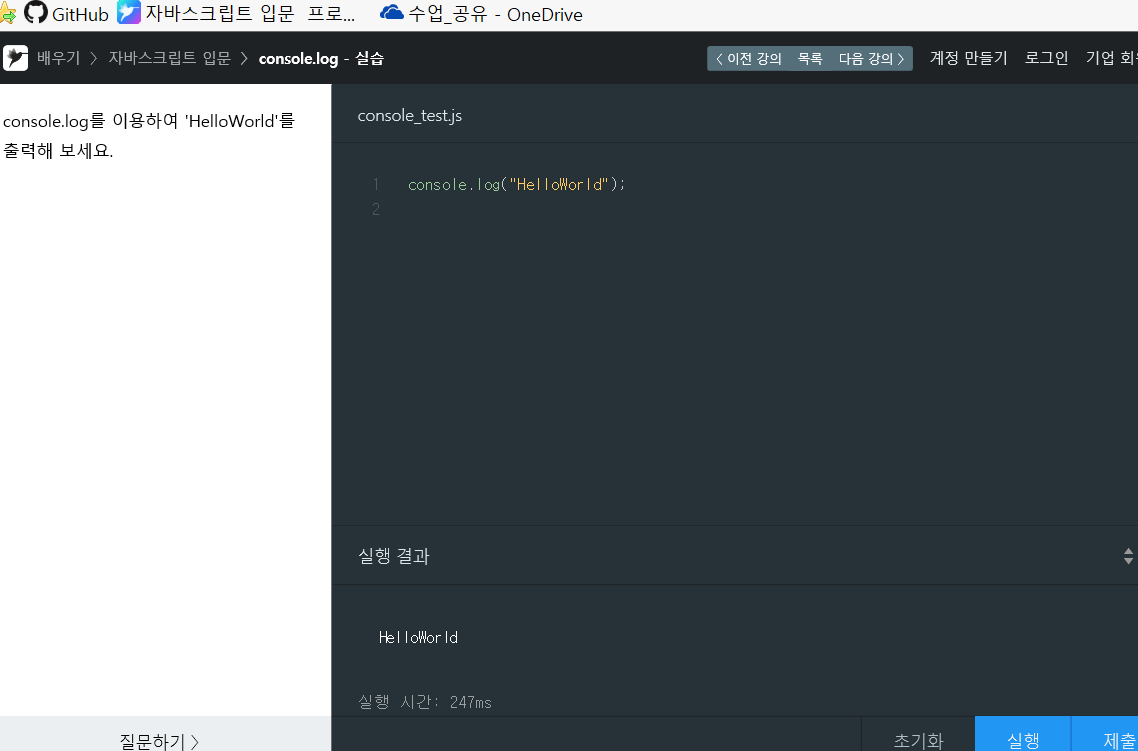 GitHub 자바스크립트 입문 프로... 수업_공유 - OneDrive
배우기 > 자바스크립트 입문 > console.log - 실습 < 이전 강의 목록 다음 강의 > 계정 만들기 로그인 기업 회
console.log를 이용하여 'HelloWorld'를
출력해 보세요.
console_test.js
1 console.log("HelloWorld");
2
실행 결과
HelloWorld
실행 시간: 247ms
질문하기 > 초기화 실행 제출